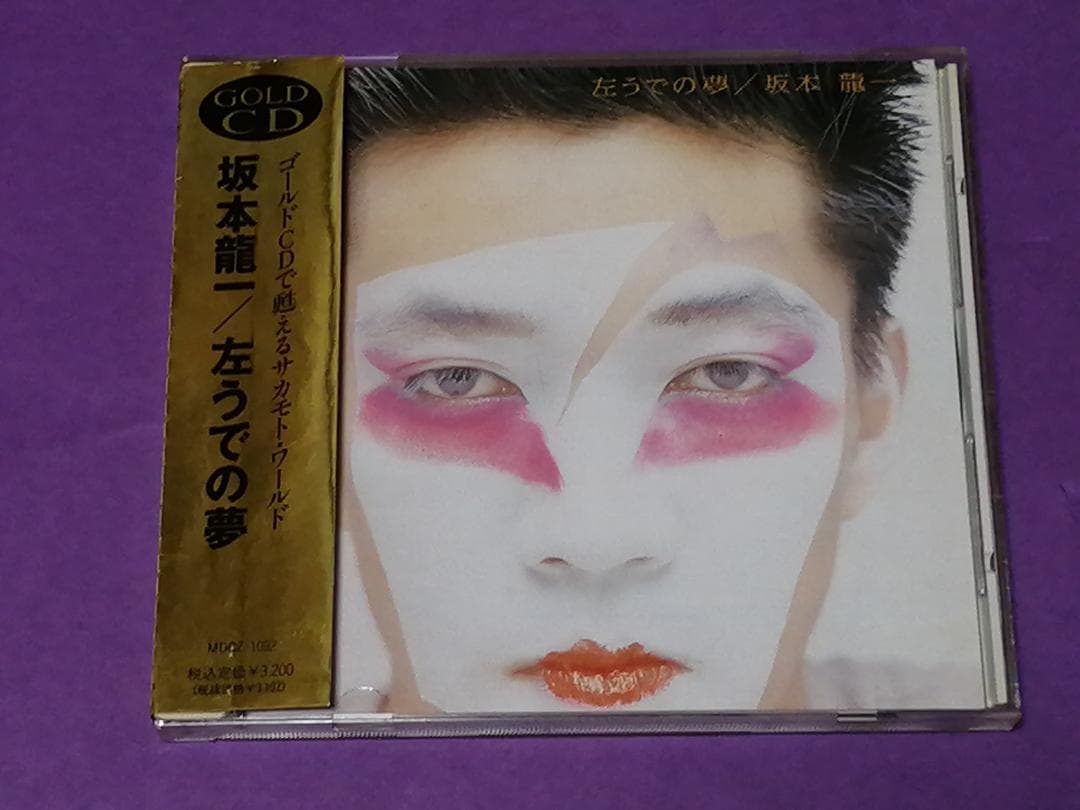 GOLD
CD
ゴールドCDで甦えるサカモト・ワールド
坂本龍一／左うでの夢
税込定価¥3,200
左うでの夢／坂本 龍一